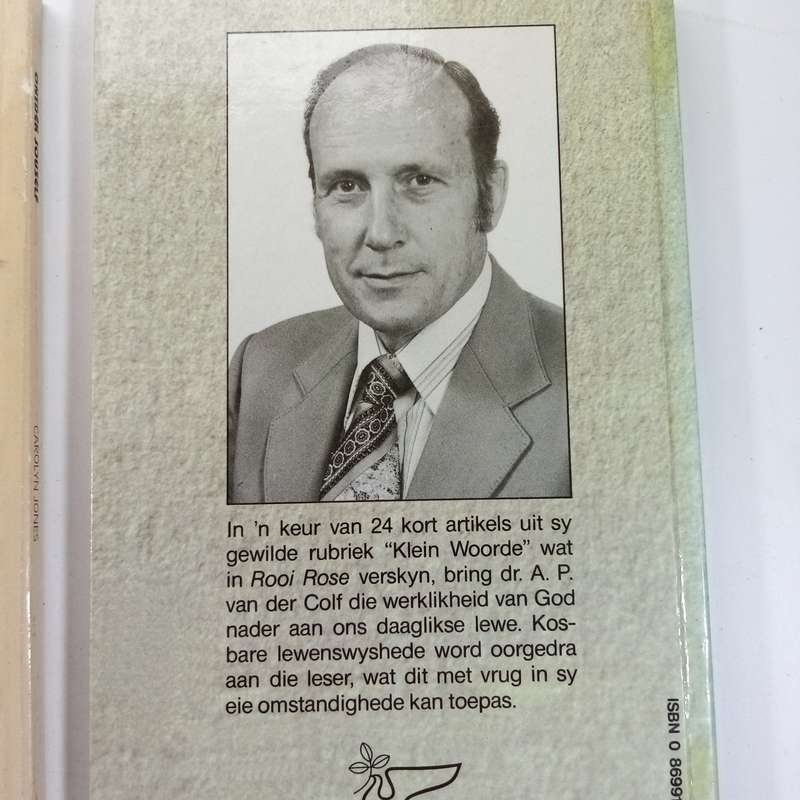 In 'n keur van 24 kort artikels uit sy
gewilde rubriek “Klein Woorde” wat
in Rooi Rose verskyn, bring dr. A. P.
van der Colf die werklikheid van God
nader aan ons daaglikse lewe. Kos-
bare lewenswyshede word oorgedra
aan die leser, wat dit met vrug in sy
eie omstandighede kan toepas.
ISBN 0 8699
CAROLYN JONES